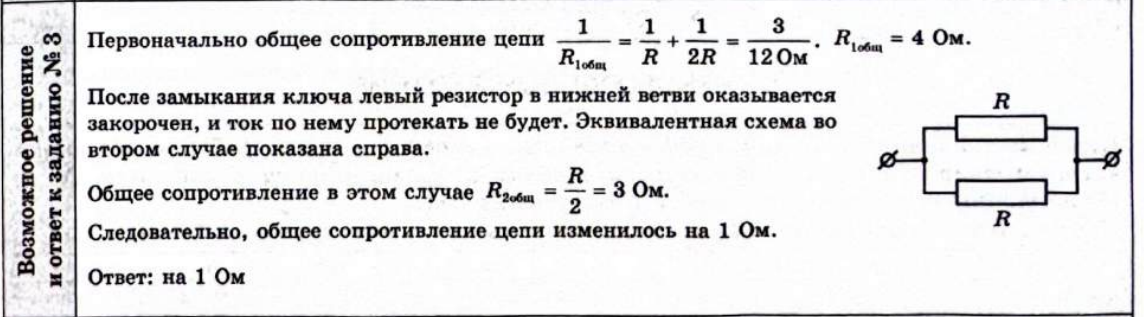 Возможное решение
и ответ к заданию № 3
Первоначально общее сопротивление цепи 1/R₁общ = 1/R + 1/2R = 3/12 Ом. R₁общ = 4 Ом.
После замыкания ключа левый резистор в нижней ветви оказывается
закорочен, и ток по нему протекать не будет. Эквивалентная схема во
втором случае показана справа.
Общее сопротивление в этом случае R₂общ = R/2 = 3 Ом.
Следовательно, общее сопротивление цепи изменилось на 1 Ом.
Ответ: на 1 Ом
R
R